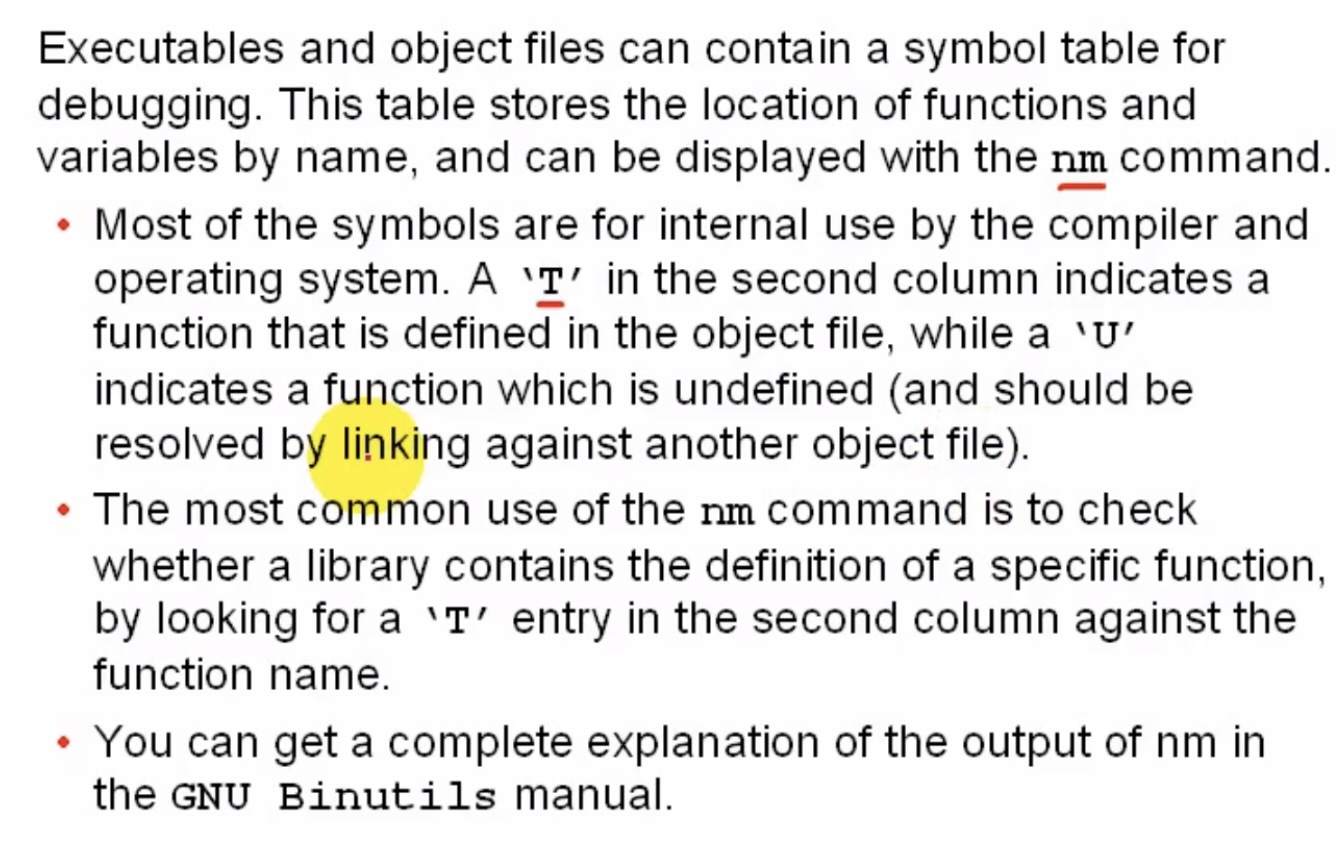 Executables and object files can contain a symbol table for
debugging. This table stores the location of functions and
variables by name, and can be displayed with the nm command.
• Most of the symbols are for internal use by the compiler and
operating system. A ‘T’ in the second column indicates a
function that is defined in the object file, while a ‘U’
indicates a function which is undefined (and should be
resolved by linking against another object file).
• The most common use of the nm command is to check
whether a library contains the definition of a specific function,
by looking for a ‘T’ entry in the second column against the
function name.
• You can get a complete explanation of the output of nm in
the GNU Binutils manual.